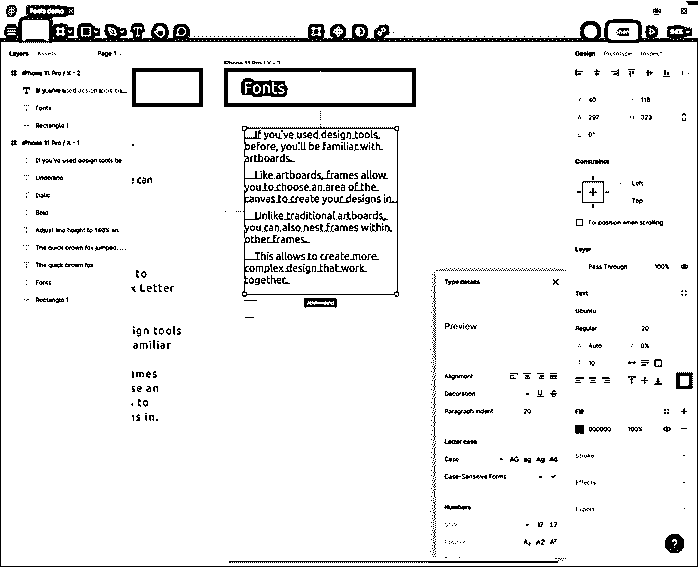 Fonts demo
Layers Assets Page 1
Design Prototype Inspect
iPhone 11 Pro / X - 2
If you've used design tools
Fonts
Rectangle 1
iPhone 11 Pro / X - 1
If you've used design tools be
Underline
Italic
Bold
Adjust line height to 160% an
The quick brown fox jumped....
The quick brown fox
Fonts
Rectangle 1
can
to
Letter
ign tools
amiliar
ames
se an
to
is in.
iPhone 11 Pro / X - 2
Fonts
If you've used design tools,
before, you'll be familiar with
artboards.
Like artboards, frames allow
you to choose an area of the
canvas to create your designs in.
Unlike traditional artboards,
you can also nest frames within
other frames.
This allows to create more
complex design that work
together.
Type details
Preview
Alignment
Decoration
Paragraph indent 20
Letter case
Case - AG ag Ag AG
Case-Sensitive Forms
Numbers
40 118
297 323
0°
Constraints
Left
Top
Fix position when scrolling
Layer
Pass Through 100%
Text
Ubuntu
Regular 20
Auto 0%
10
Fill
000000 100%
Stroke
Effects
Export
?